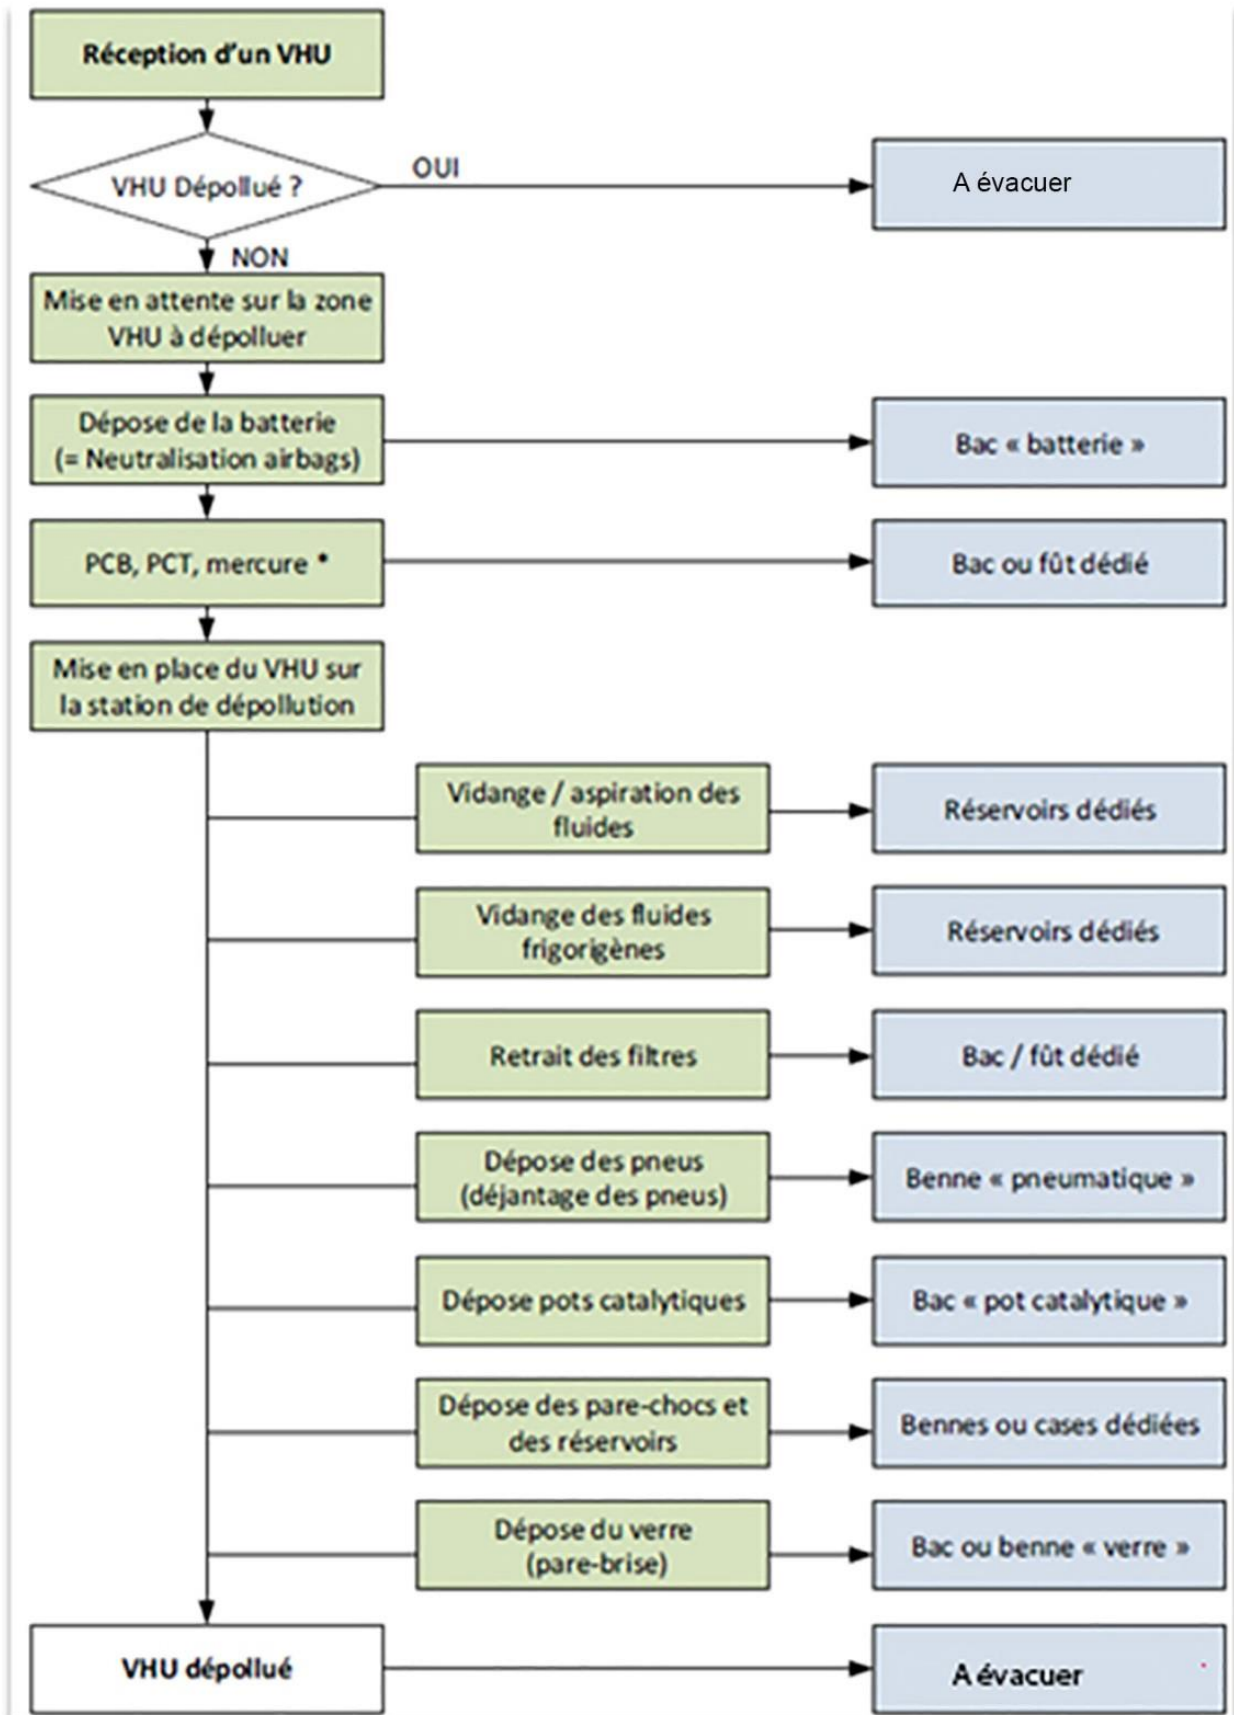 Réception d'un VHU
VHU Dépollué ?
OUI
A évacuer
NON
Mise en attente sur la zone
VHU à dépolluer
Dépose de la batterie
(= Neutralisation airbags)
Bac « batterie »
PCB, PCT, mercure *
Bac ou fût dédié
Mise en place du VHU sur
la station de dépollution
Vidange / aspiration des
fluides
Réservoirs dédiés
Vidange des fluides
frigorigènes
Réservoirs dédiés
Retrait des filtres
Bac / fût dédié
Dépose des pneus
(déjantage des pneus)
Benne « pneumatique »
Dépose pots catalytiques
Bac « pot catalytique »
Dépose des pare-chocs et
des réservoirs
Bennes ou cases dédiées
Dépose du verre
(pare-brise)
Bac ou benne « verre »
VHU dépollué
A évacuer